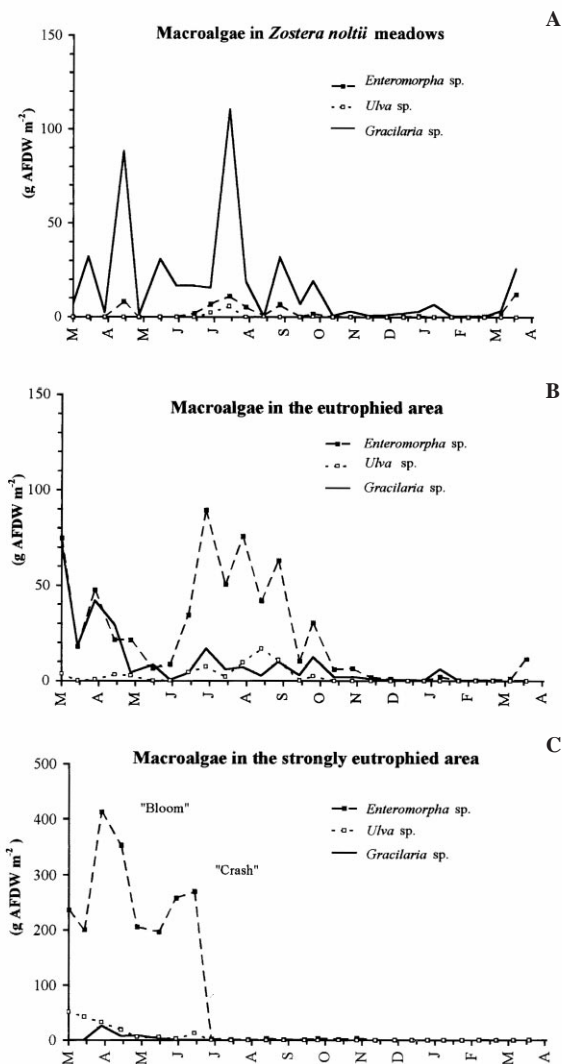 A
Macroalgae in Zostera noltii meadows
150
100
50
0
(g AFDW m-2)
Enteromorpha sp.
Ulva sp.
Gracilaria sp.
M A M J J A S O N D J F M A
B
Macroalgae in the eutrophied area
150
100
50
0
(g AFDW m-2)
Enteromorpha sp.
Ulva sp.
Gracilaria sp.
M A M J J A S O N D J F M A
C
Macroalgae in the strongly eutrophied area
500
400
300
200
100
0
(g AFDW m-2)
"Bloom"
"Crash"
Enteromorpha sp.
Ulva sp.
Gracilaria sp.
M A M J J A S O N D J F M A